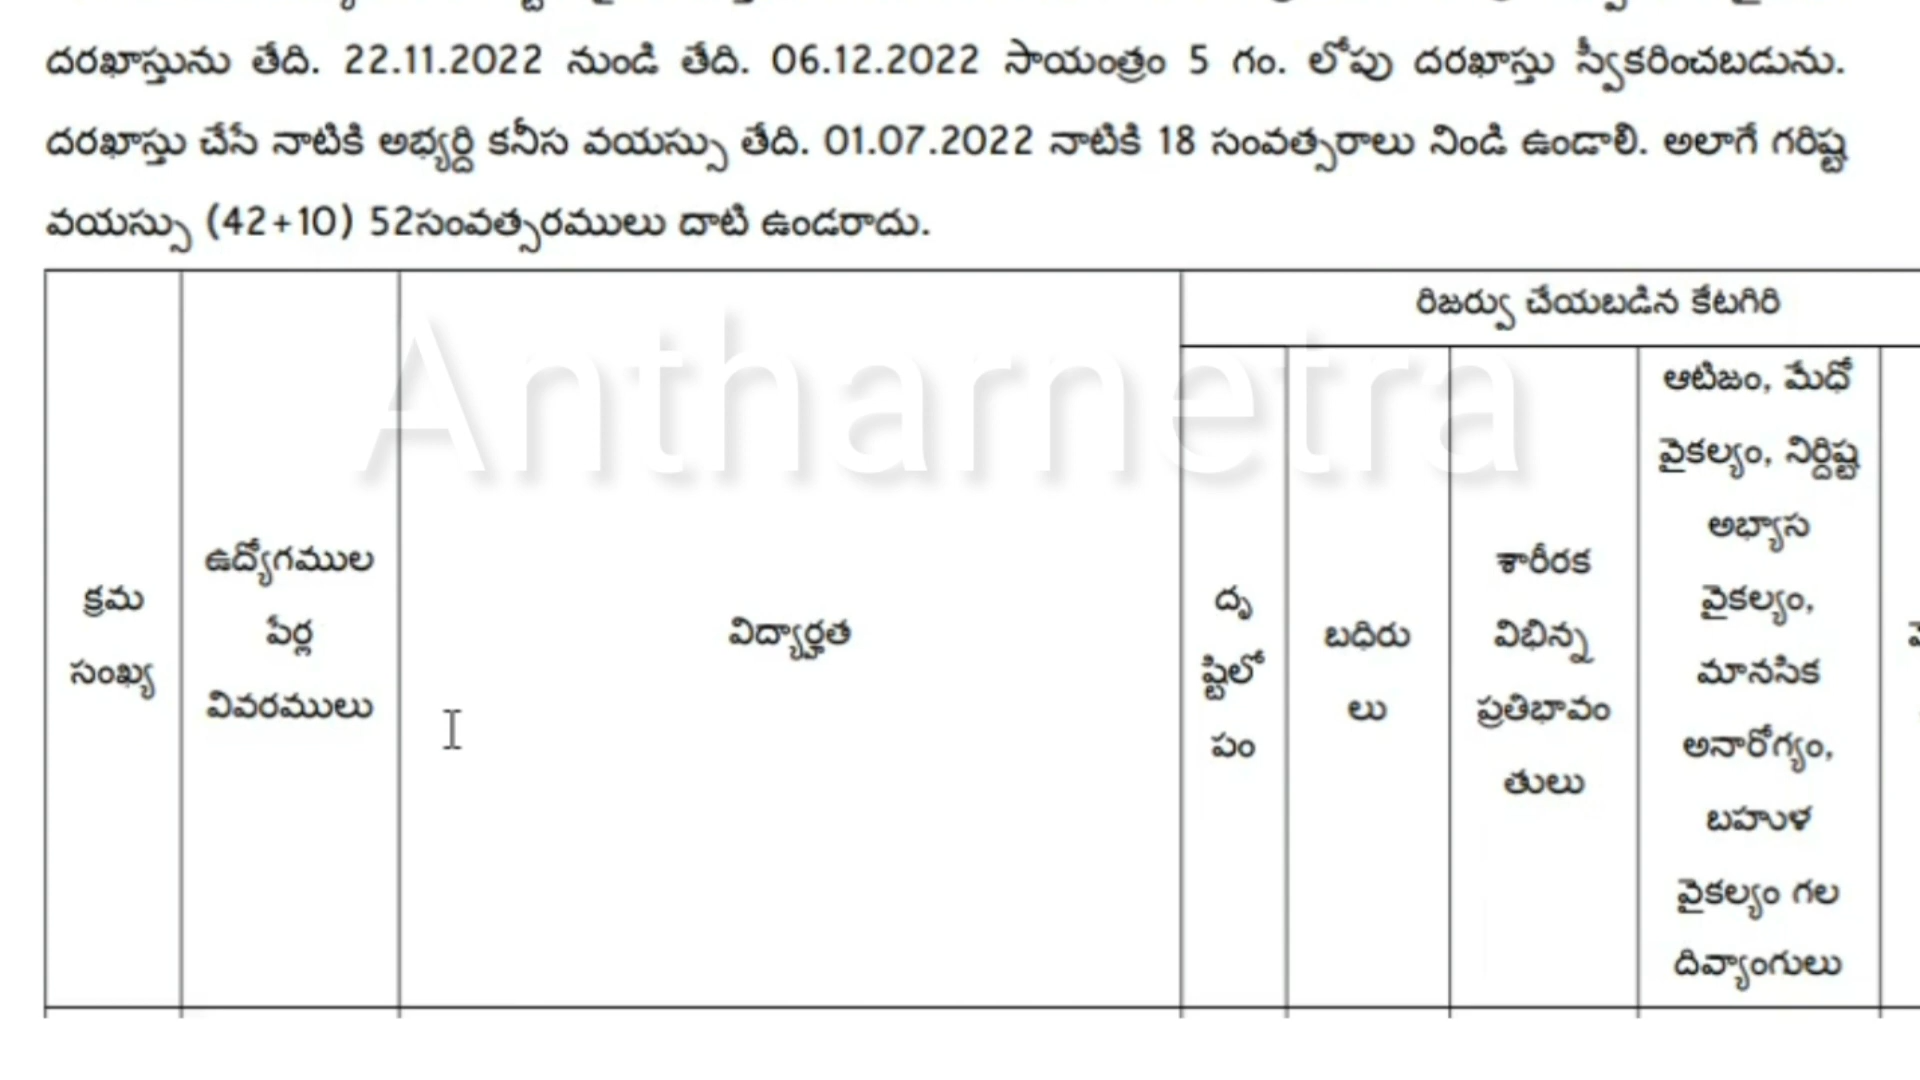 దరఖాస్తును తేది. 22.11.2022 నుండి తేది. 06.12.2022 సాయంత్రం 5 గం. లోపు దరఖాస్తు స్వీకరించబడును.
దరఖాస్తు చేసే నాటికి అభ్యర్ధి కనీస వయస్సు తేది. 01.07.2022 నాటికి 18 సంవత్సరాలు నిండి ఉండాలి. అలాగే గరిష్ట
వయస్సు (42+10) 52సంవత్సరములు దాటి ఉండరాదు.
Antharnetra
క్రమ
సంఖ్య
ఉద్యోగముల
పేర్ల
వివరములు
విద్యార్హత
రిజర్వు చేయబడిన కేటగిరి
దృ
ష్టిలో
పం
బధిరు
లు
శారీరక
విభిన్న
ప్రతిభావం
తులు
ఆటిజం, మేధో
వైకల్యం, నిర్దిష్ట
అభ్యాస
వైకల్యం,
మానసిక
అనారోగ్యం,
బహుళ
వైకల్యం గల
దివ్యాంగులు